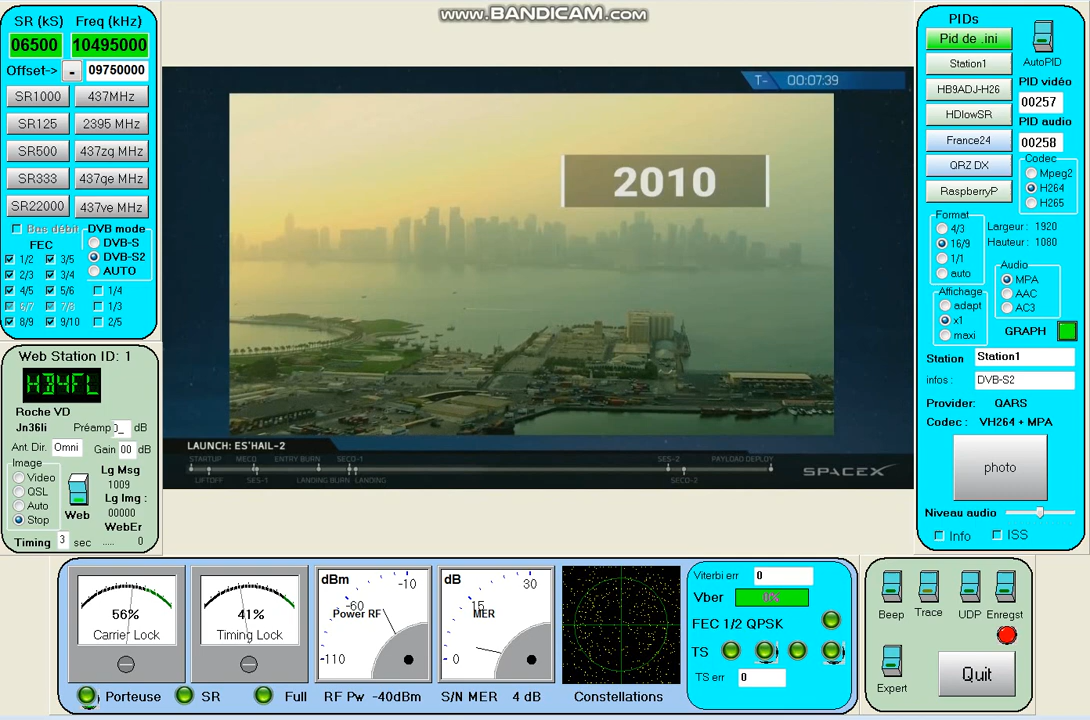 www.BANDICAM.com
SR (kS) Freq (kHz)
06500 10495000
Offset-> - 09750000
SR1000 437MHz
SR125 2395 MHz
SR500 437zq MHz
SR333 437qe MHz
SR22000 437ve MHz
Bas débit DVB mode
FEC DVB-S
1/2 3/5 DVB-S2
2/3 3/4 AUTO
4/5 5/6 1/4
6/7 7/8 1/3
8/9 9/10 2/5
Web Station ID: 1
HB4FL
Roche VD
Jn36li Préamp 0_ dB
Ant. Dir. Omni Gain 00 dB
Image
Video
QSL
Auto
Stop
Web
Lg Msg
1009
Lg Img :
00000
WebEr
Timing 3 sec ..... 0
T- 00:07:39
2010
LAUNCH: ES'HAIL-2
STARTUP MECO ENTRY BURN SECO-1 SES-2 PAYLOAD DEPLOY
LIFTOFF SES-1 LANDING BURN LANDING SECO-2
SPACEX
PIDs
Pid de .ini
Station1
HB9ADJ-H26
HDlowSR
France24
QRZ DX
RaspberryP
AutoPID
PID vidéo
00257
PID audio
00258
Codec
Mpeg2
H264
H265
Format
4/3
16/9
1/1
auto
Largeur : 1920
Hauteur : 1080
Audio
MPA
AAC
AC3
Affichage
adapt
x1
maxi
GRAPH
Station Station1
infos : DVB-S2
Provider: QARS
Codec : VH264 + MPA
photo
Niveau audio
Info ISS
56%
Carrier Lock
41%
Timing Lock
dBm -10
-60
Power RF
-110
dB 30
15
MER
0
Porteuse SR Full RF Pw -40dBm S/N MER 4 dB Constellations
Viterbi err 0
Vber 0%
FEC 1/2 QPSK
TS
TS err 0
Beep Trace UDP Enregst
Expert
Quit